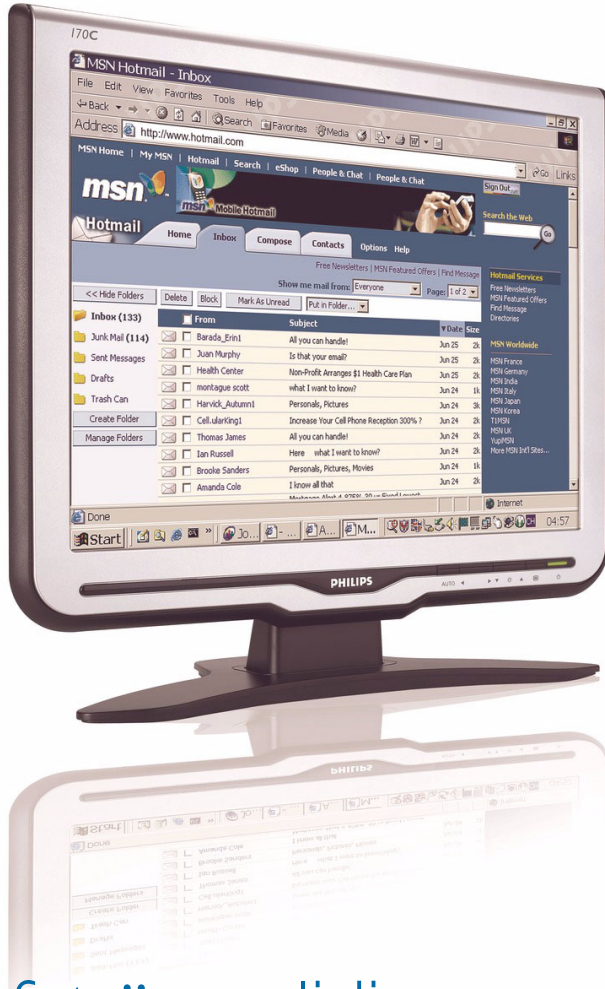 170C
MSN Hotmail - Inbox
File Edit View Favorites Tools Help
Back Search Favorites Media
Address http://www.hotmail.com Go Links
MSN Home | My MSN | Hotmail | Search | eShop | People & Chat | People & Chat
Sign Out
msn
msn Mobile Hotmail
Search the Web
Go
Hotmail
Home Inbox Compose Contacts Options Help
Free Newsletters | MSN Featured Offers | Find Message
Show me mail from: Everyone Page: 1 of 2
<< Hide Folders Delete Block Mark As Unread Put in Folder...
From Subject Date Size
Inbox (133)
Junk Mail (114)
Sent Messages
Drafts
Trash Can
Create Folder
Manage Folders
Barada_Erin1 All you can handle! Jun 25 2k
Juan Murphy Is that your email? Jun 25 2k
Health Center Non-Profit Arranges $1 Health Care Plan Jun 25 2k
montague scott what I want to know? Jun 24 1k
Harvick_Autumn1 Personals, Pictures Jun 24 3k
Cell.ularKing1 Increase Your Cell Phone Reception 300% ? Jun 24 2k
Thomas James All you can handle! Jun 24 2k
Ian Russell Here what I want to know? Jun 24 2k
Brooke Sanders Personals, Pictures, Movies Jun 24 1k
Amanda Cole I know all that Jun 24 2k
Hotmail Services
Free Newsletters
MSN Featured Offers
Find Message
Directories
MSN Worldwide
MSN France
MSN Germany
MSN India
MSN Italy
MSN Japan
MSN Korea
T1MSN
MSN UK
YupiMSN
More MSN Int'l Sites...
Done Internet
Start Jo... - ... A... M... 04:57
PHILIPS
AUTO